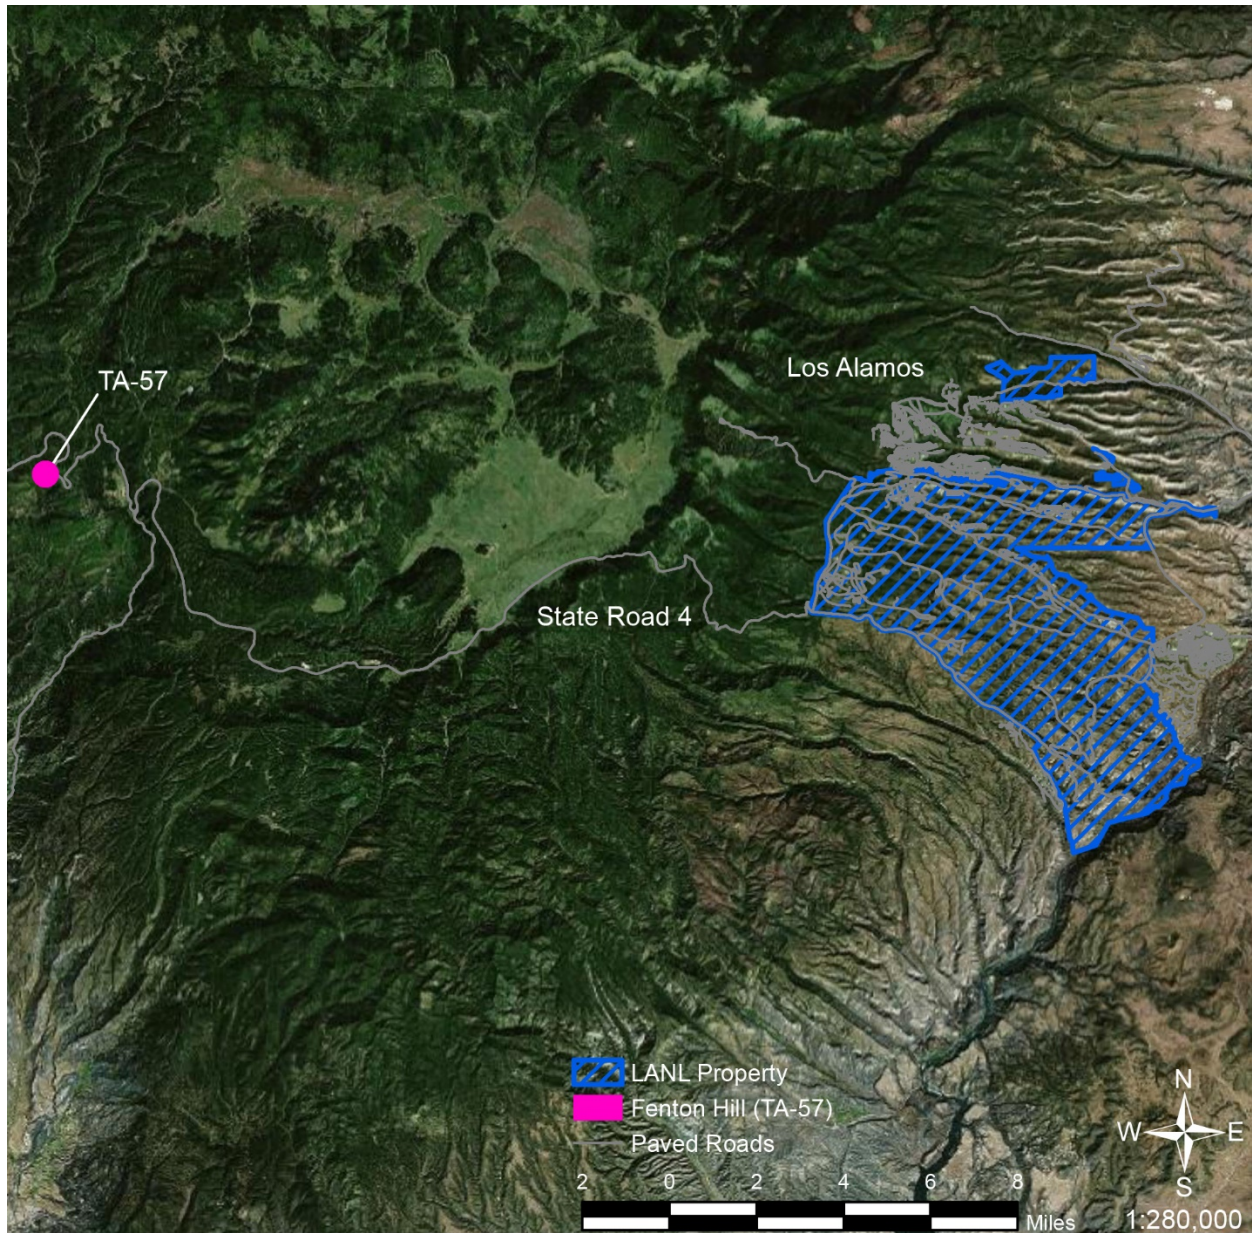 Los Alamos
TA-57
State Road 4
LANL Property
Fenton Hill (TA-57)
Paved Roads
N
W E
S
2 0 2 4 6 8
Miles
1:280,000